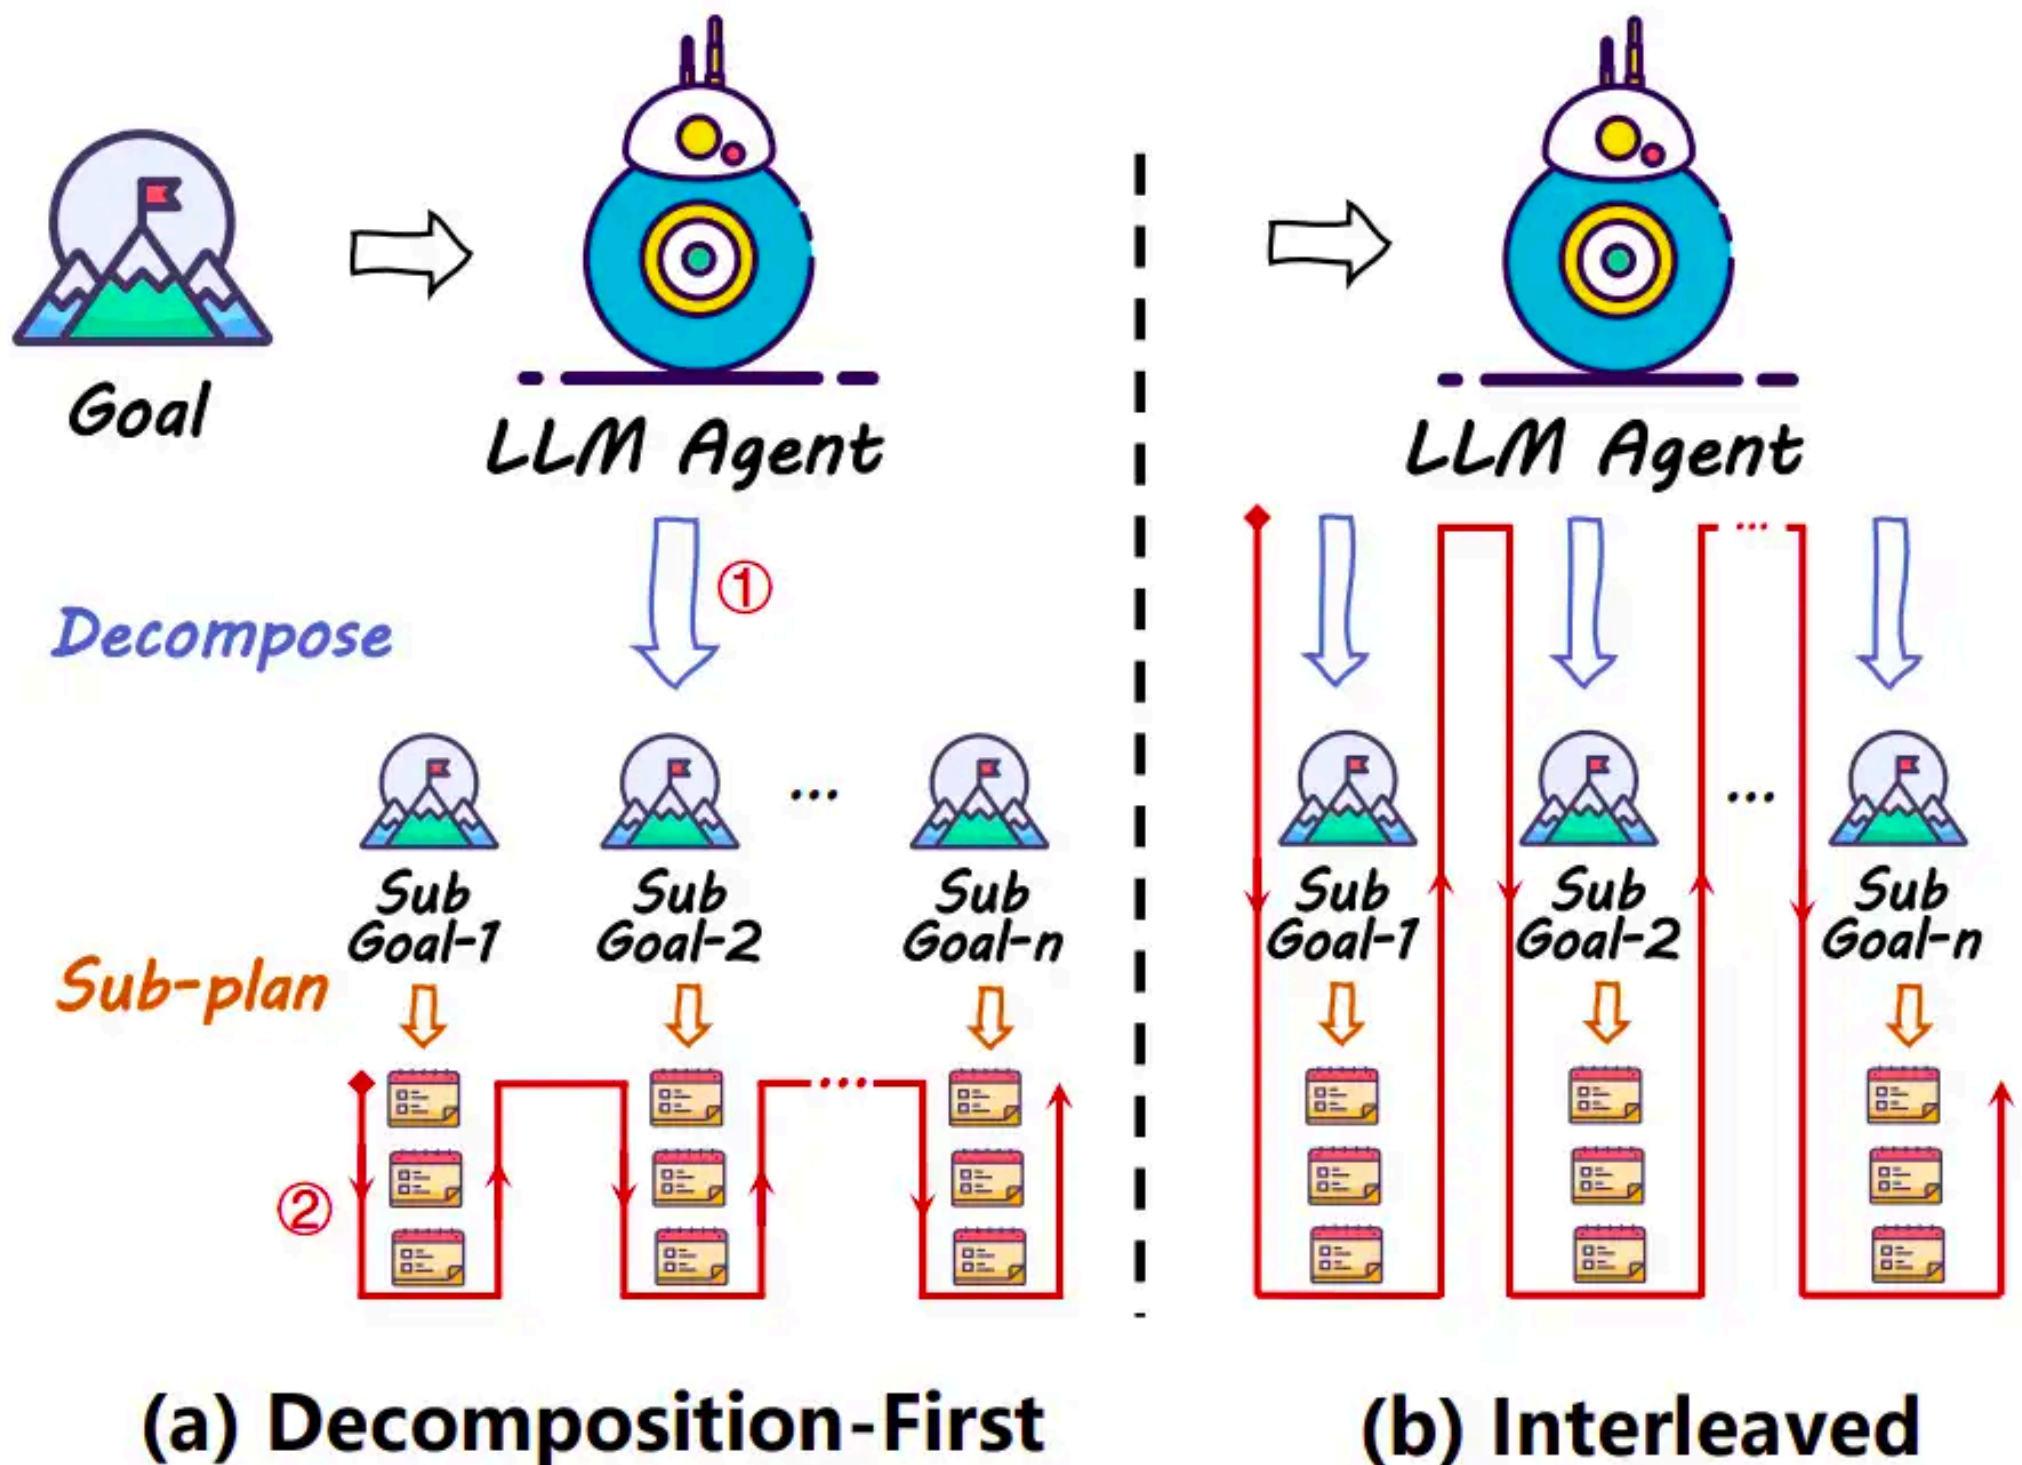 Goal
LLM Agent
①
Decompose
...
Sub
Goal-1
Sub
Goal-2
Sub
Goal-n
Sub-plan
...
②
(a) Decomposition-First
LLM Agent
...
...
Sub
Goal-1
Sub
Goal-2
Sub
Goal-n
(b) Interleaved